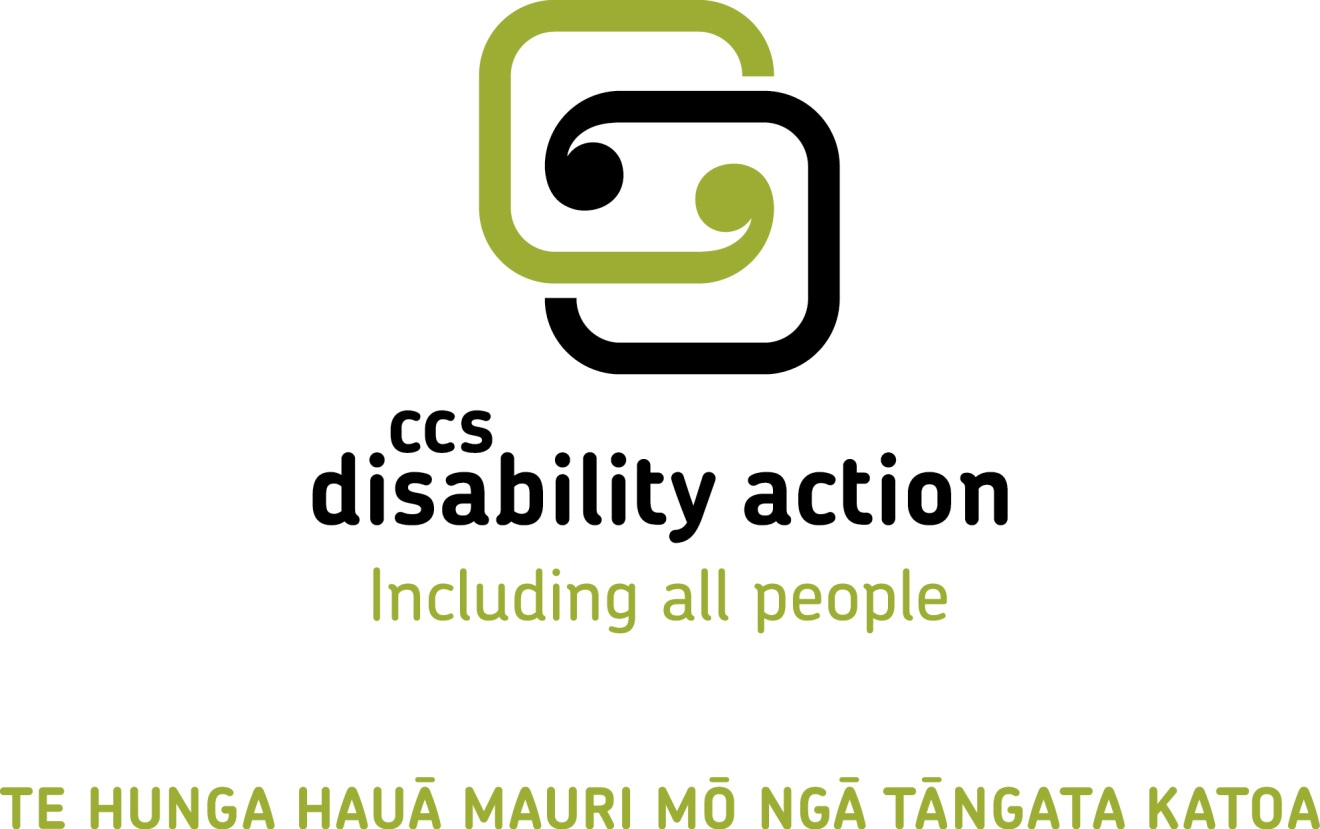 ccs
disability action
Including all people
TE HUNGA HAUĀ MAURI MŌ NGĀ TĀNGATA KATOA